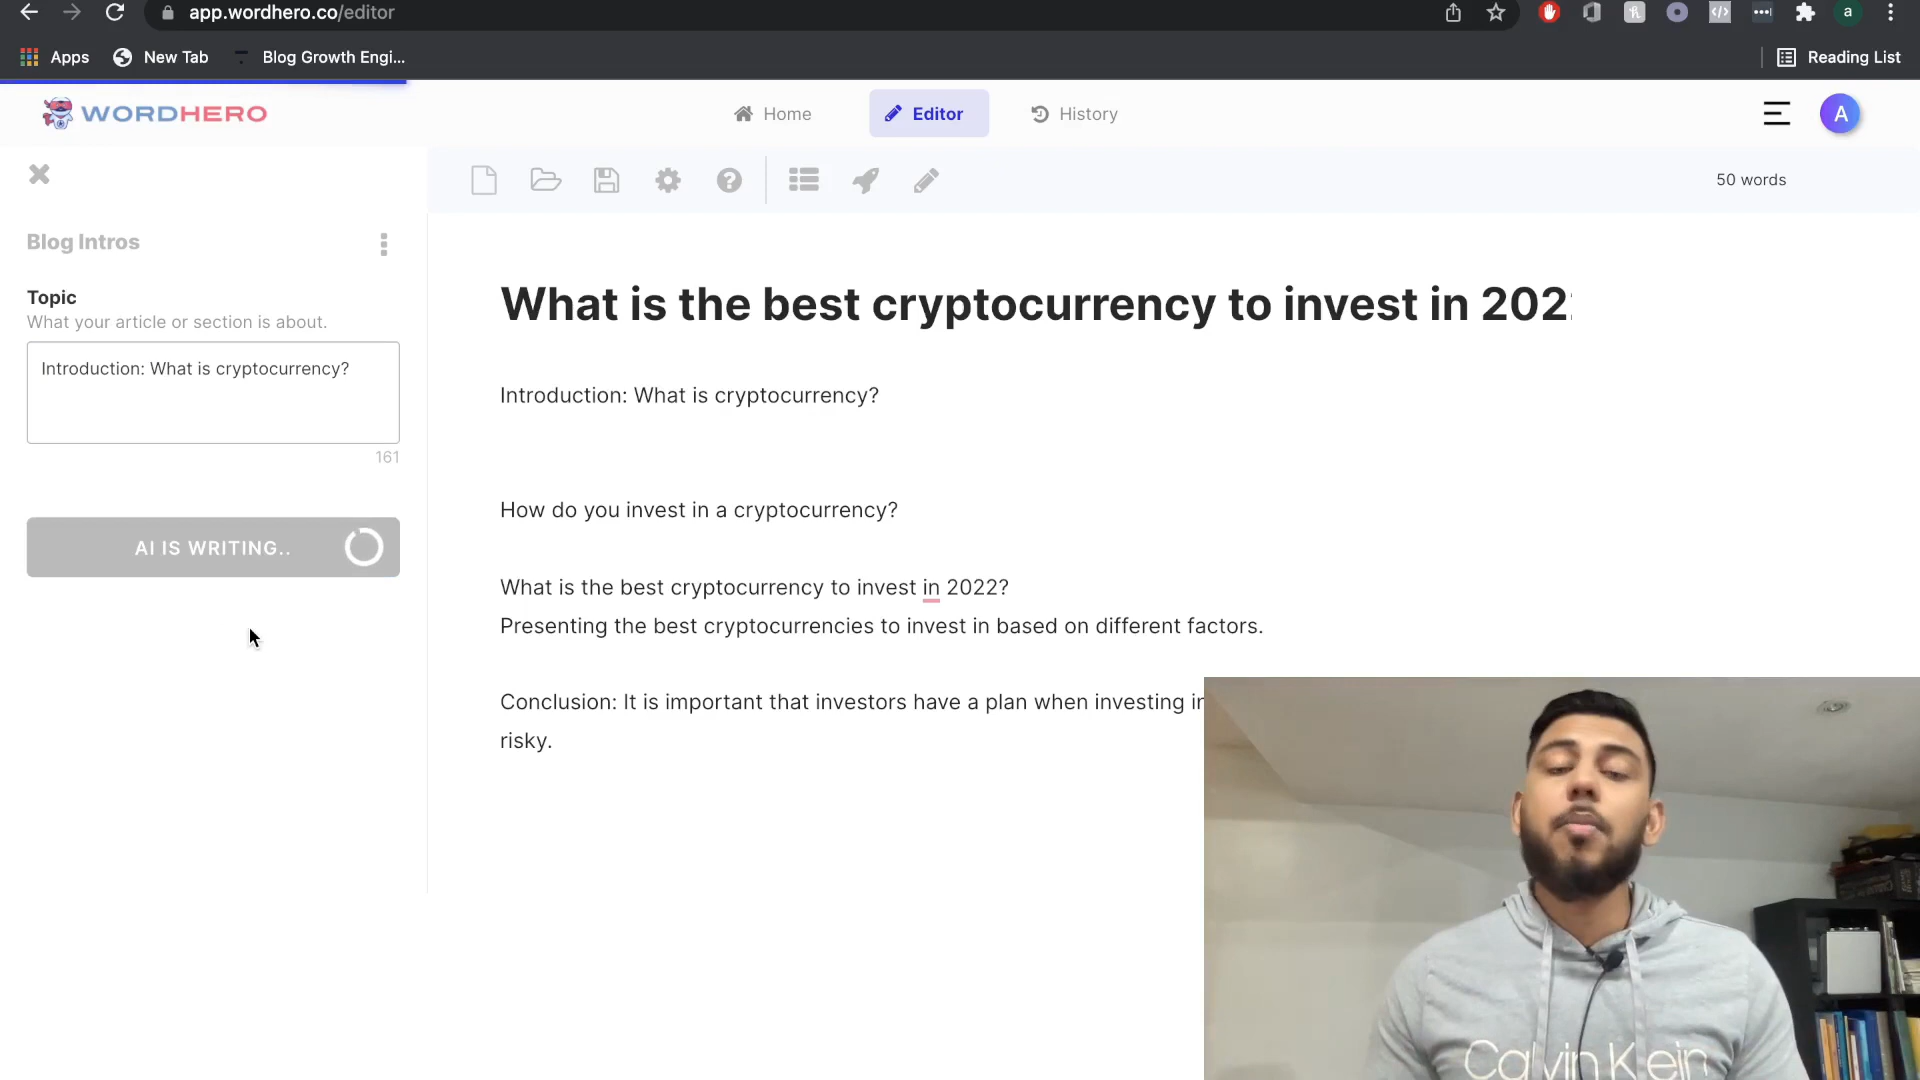 app.wordhero.co/editor
Apps
New Tab
Blog Growth Engi...
Reading List
WORDHERO
Home
Editor
History
A
50 words
Blog Intros
Topic
What your article or section is about.
Introduction: What is cryptocurrency?
161
AI IS WRITING..
What is the best cryptocurrency to invest in 202
Introduction: What is cryptocurrency?
How do you invest in a cryptocurrency?
What is the best cryptocurrency to invest in 2022?
Presenting the best cryptocurrencies to invest in based on different factors.
Conclusion: It is important that investors have a plan when investing in
risky.
Calvin Klein